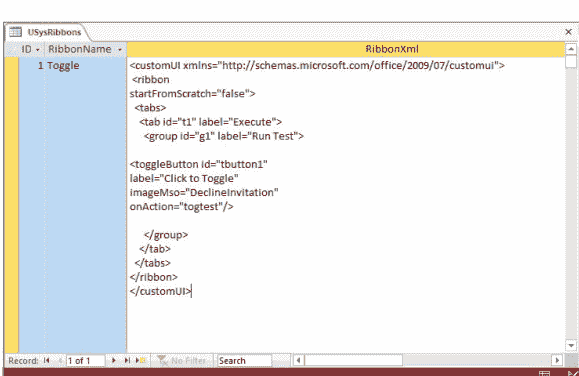 USysRibbons
ID RibbonName RibbonXml
1 Toggle <customUI xmlns="http://schemas.microsoft.com/office/2009/07/customui">
<ribbon
startFromScratch="false">
<tabs>
<tab id="t1" label="Execute">
<group id="g1" label="Run Test">
<toggleButton id="tbutton1"
label="Click to Toggle"
imageMso="DeclineInvitation"
onAction="togtest"/>
</group>
</tab>
</tabs>
</ribbon>
</customUI>
Record: 1 of 1 No Filter Search